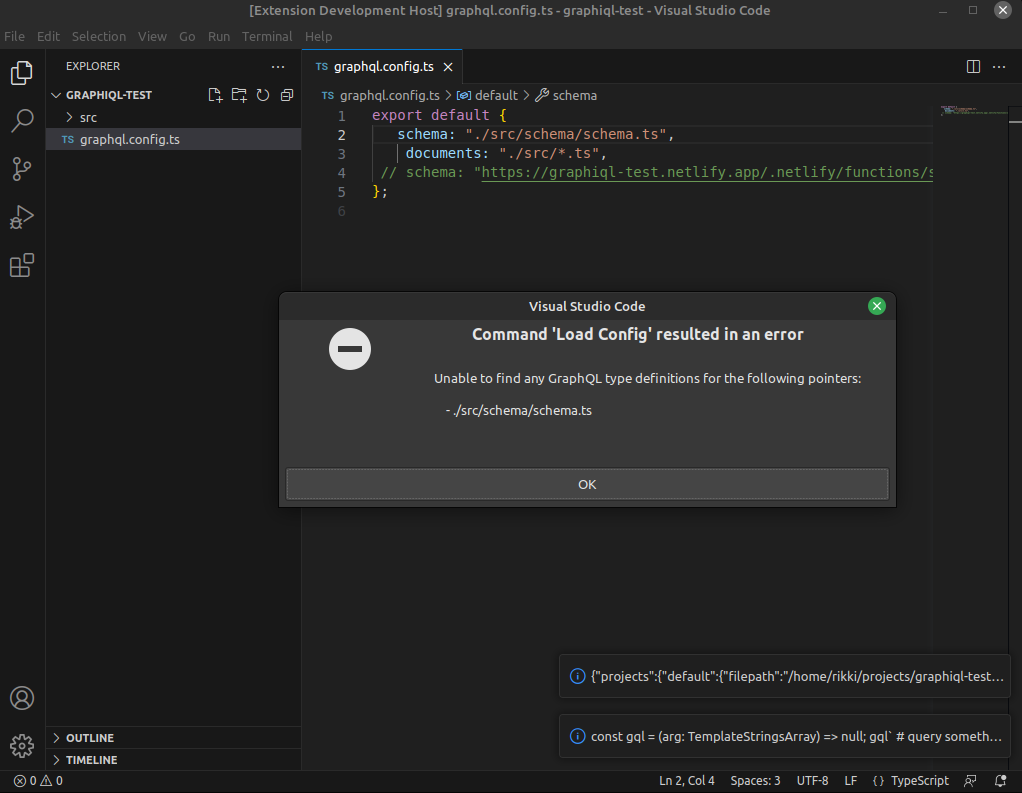 [Extension Development Host] graphql.config.ts - graphiql-test - Visual Studio Code
File Edit Selection View Go Run Terminal Help
EXPLORER
GRAPHIQL-TEST
src
TS graphql.config.ts
TS graphql.config.ts
TS graphql.config.ts > default > schema
1 export default {
2 schema: "./src/schema/schema.ts",
3 documents: "./src/*.ts",
4 // schema: "https://graphiql-test.netlify.app/.netlify/functions/s
5 };
6
Visual Studio Code
Command 'Load Config' resulted in an error
Unable to find any GraphQL type definitions for the following pointers:
- ./src/schema/schema.ts
OK
{"projects":{"default":{"filepath":"/home/rikki/projects/graphiql-test...
const gql = (arg: TemplateStringsArray) => null; gql` # query someth...
OUTLINE
TIMELINE
0 0 Ln 2, Col 4 Spaces: 3 UTF-8 LF {} TypeScript